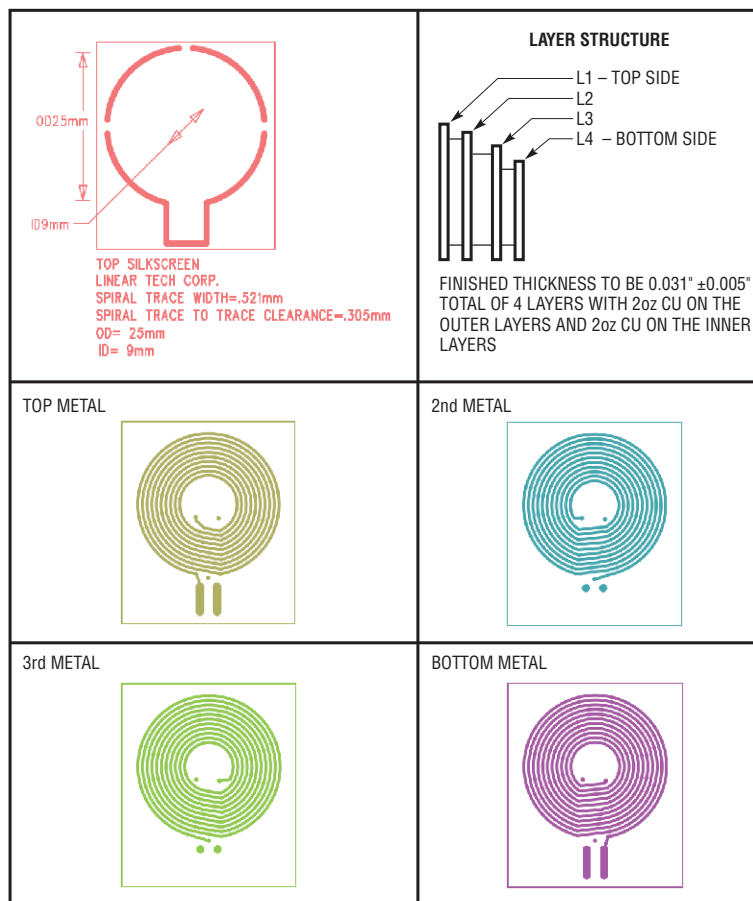 OD25mm
ID9mm
TOP SILKSCREEN
LINEAR TECH CORP.
SPIRAL TRACE WIDTH=.521mm
SPIRAL TRACE TO TRACE CLEARANCE=.305mm
OD= 25mm
ID= 9mm
LAYER STRUCTURE
L1 – TOP SIDE
L2
L3
L4 – BOTTOM SIDE
FINISHED THICKNESS TO BE 0.031" ±0.005"
TOTAL OF 4 LAYERS WITH 2oz CU ON THE
OUTER LAYERS AND 2oz CU ON THE INNER
LAYERS
TOP METAL
2nd METAL
3rd METAL
BOTTOM METAL